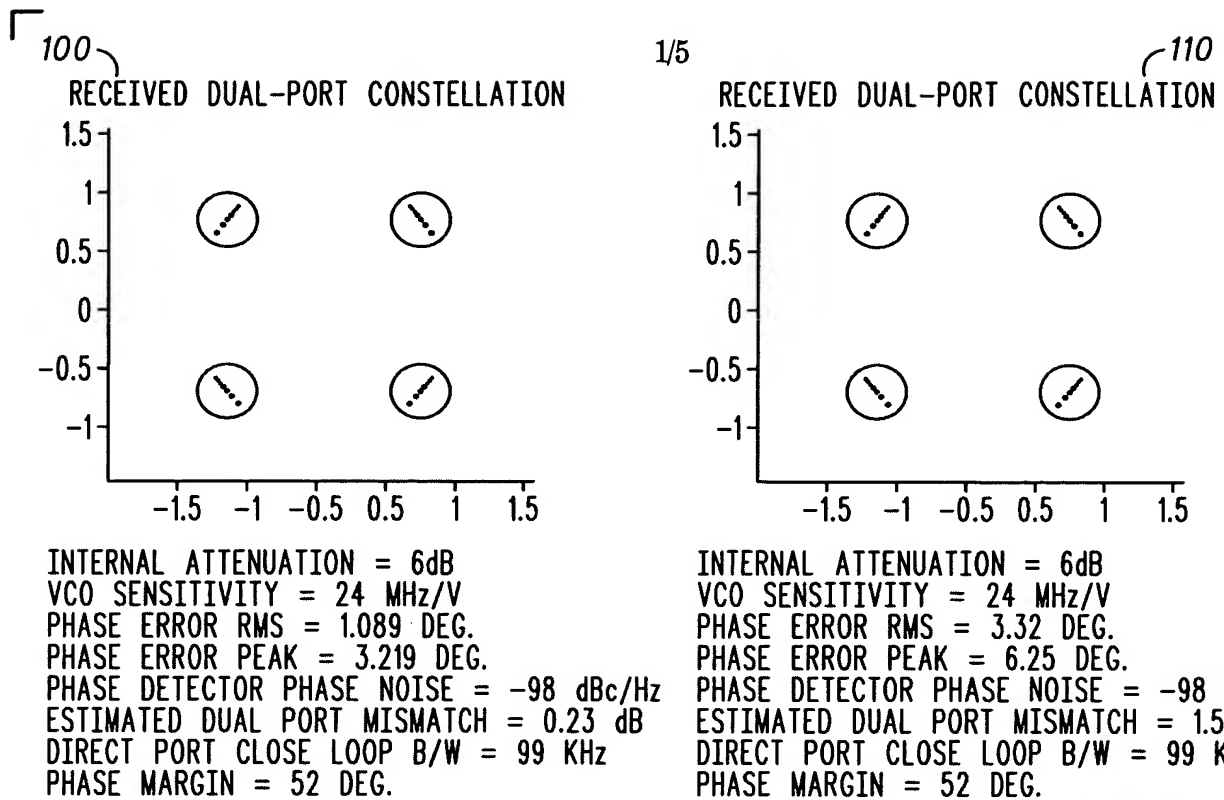 100
1/5
110
RECEIVED DUAL-PORT CONSTELLATION
1.5
1
0.5
0
-0.5
-1
-1.5 -1 -0.5 0.5 1 1.5
INTERNAL ATTENUATION = 6dB
VCO SENSITIVITY = 24 MHz/V
PHASE ERROR RMS = 1.089 DEG.
PHASE ERROR PEAK = 3.219 DEG.
PHASE DETECTOR PHASE NOISE = -98 dBc/Hz
ESTIMATED DUAL PORT MISMATCH = 0.23 dB
DIRECT PORT CLOSE LOOP B/W = 99 KHz
PHASE MARGIN = 52 DEG.
RECEIVED DUAL-PORT CONSTELLATION
1.5
1
0.5
0
-0.5
-1
-1.5 -1 -0.5 0.5 1 1.5
INTERNAL ATTENUATION = 6dB
VCO SENSITIVITY = 24 MHz/V
PHASE ERROR RMS = 3.32 DEG.
PHASE ERROR PEAK = 6.25 DEG.
PHASE DETECTOR PHASE NOISE = -98
ESTIMATED DUAL PORT MISMATCH = 1.5
DIRECT PORT CLOSE LOOP B/W = 99 K
PHASE MARGIN = 52 DEG.